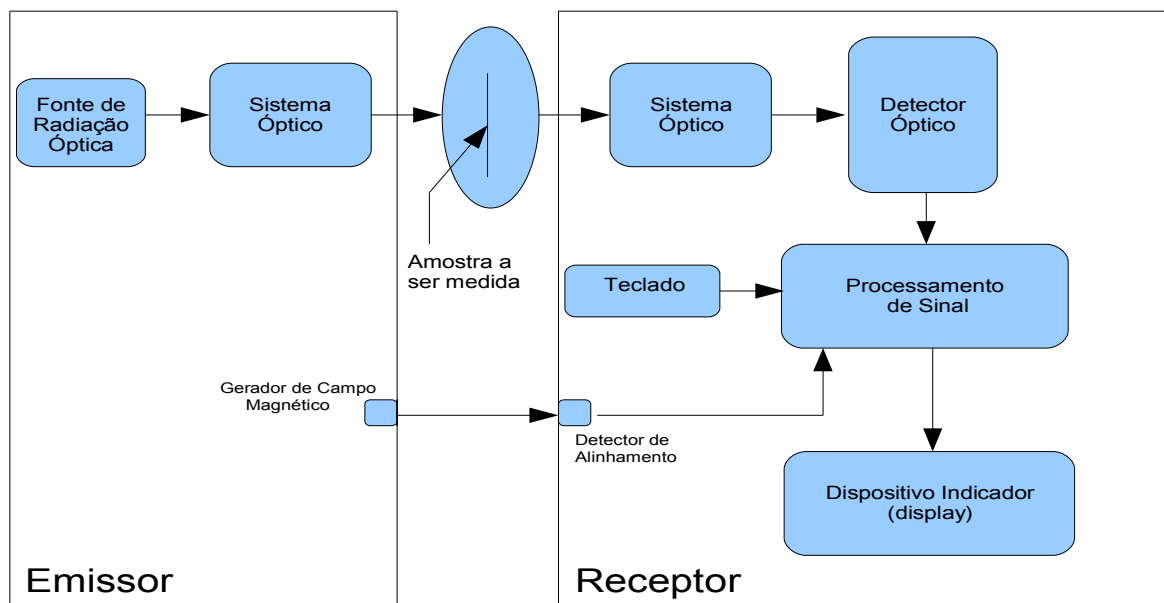 Fonte de
Radiação
Óptica
Sistema
Óptico
Amostra a
ser medida
Sistema
Óptico
Detector
Óptico
Teclado
Processamento
de Sinal
Gerador de Campo
Magnético
Detector de
Alinhamento
Dispositivo Indicador
(display)
Emissor
Receptor